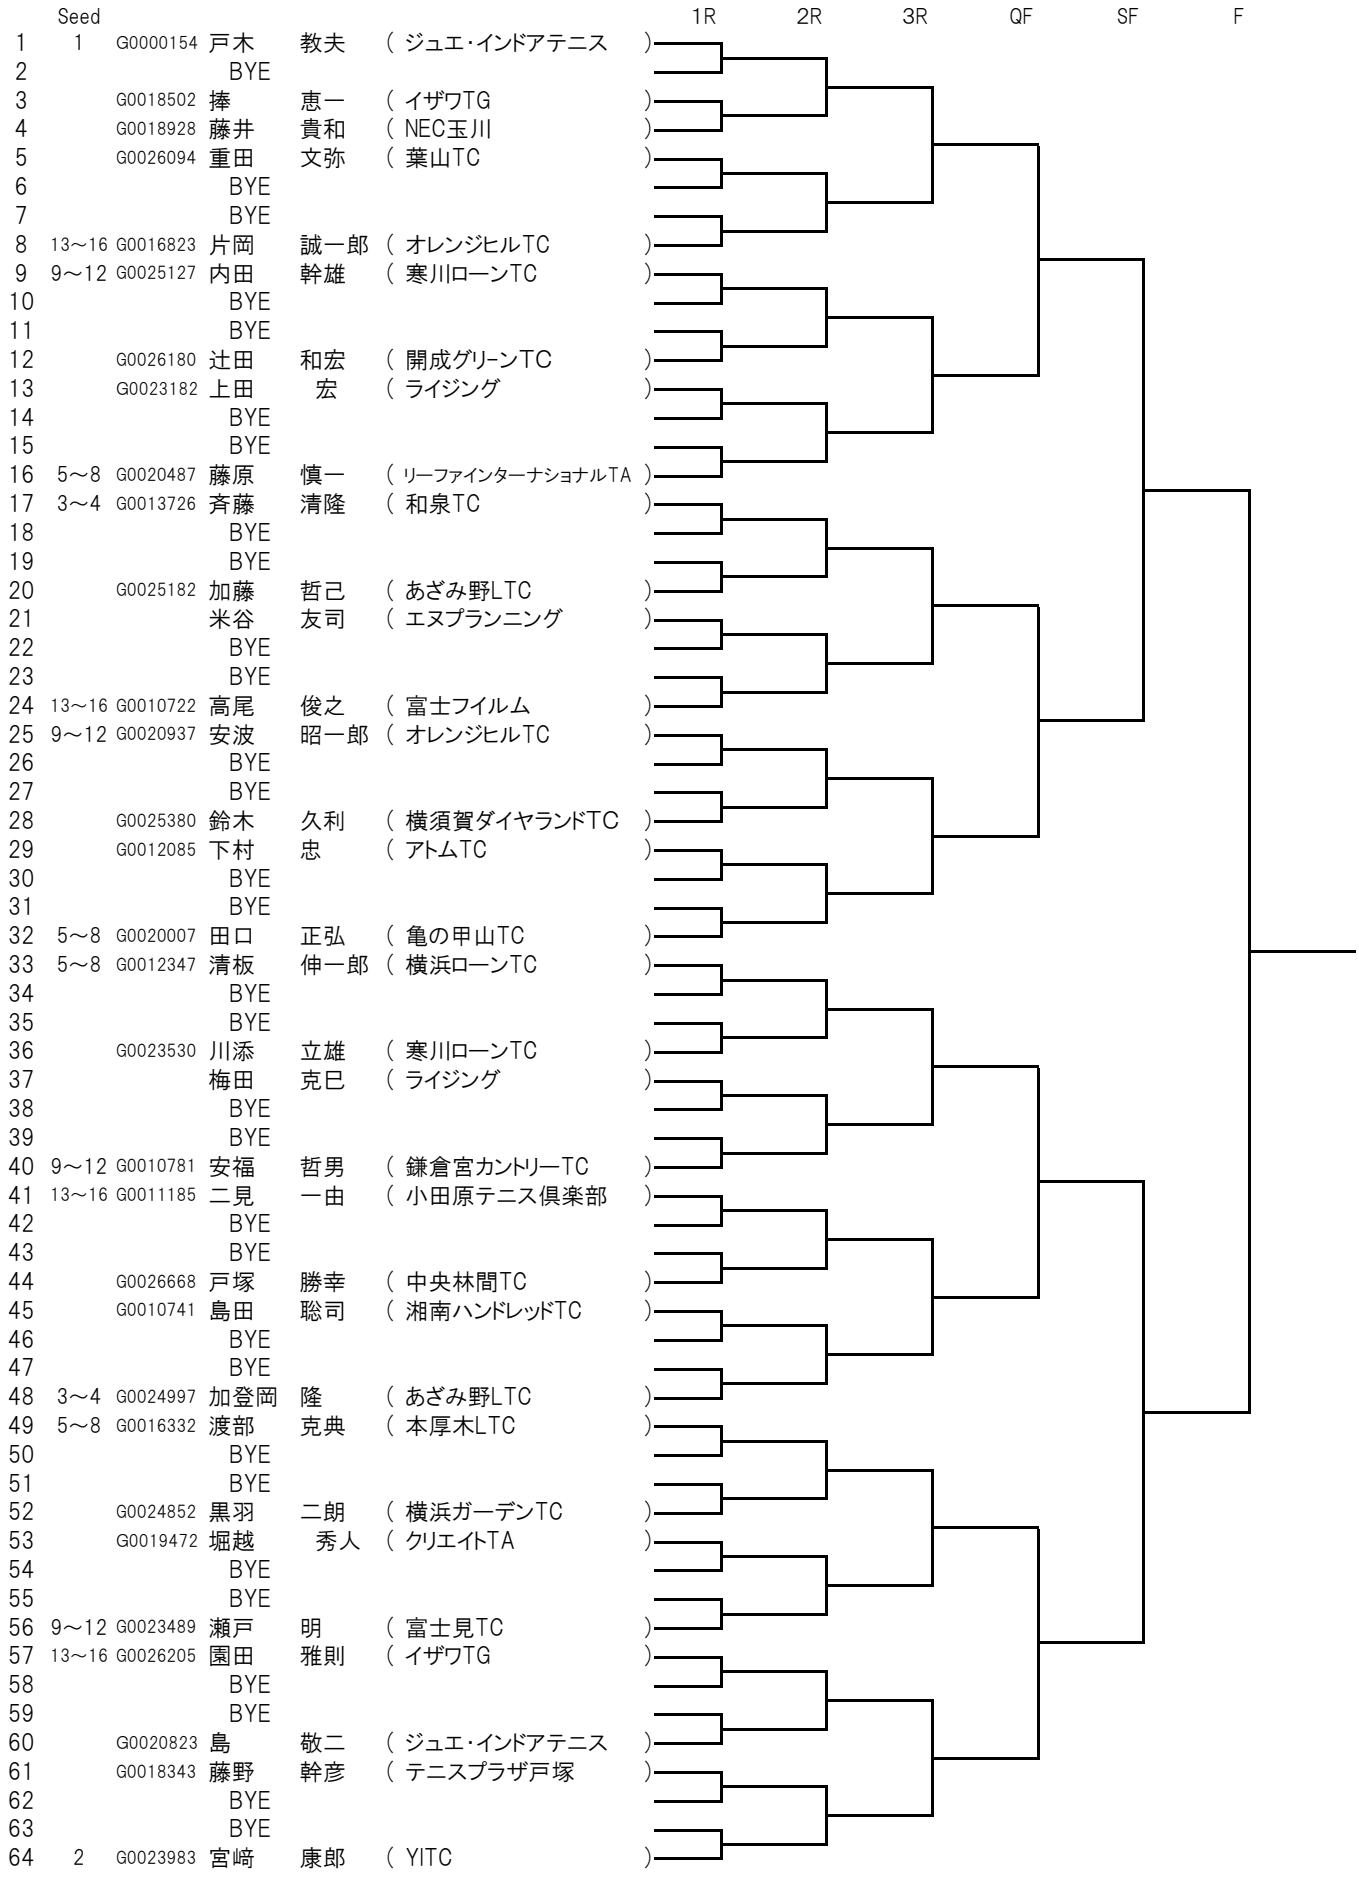 Seed 1R 2R 3R QF SF F
1 1 G0000154 戸木 教夫 ( ジュエ・インドアテニス )
2 BYE
3 G0018502 捧 恵一 ( イザワTG )
4 G0018928 藤井 貴和 ( NEC玉川 )
5 G0026094 重田 文弥 ( 葉山TC )
6 BYE
7 BYE
8 13～16 G0016823 片岡 誠一郎 ( オレンジヒルTC )
9 9～12 G0025127 内田 幹雄 ( 寒川ローンTC )
10 BYE
11 BYE
12 G0026180 辻田 和宏 ( 開成グリーンTC )
13 G0023182 上田 宏 ( ライジング )
14 BYE
15 BYE
16 5～8 G0020487 藤原 慎一 ( リーファインターナショナルTA )
17 3～4 G0013726 斉藤 清隆 ( 和泉TC )
18 BYE
19 BYE
20 G0025182 加藤 哲己 ( あざみ野LTC )
21 米谷 友司 ( エヌプランニング )
22 BYE
23 BYE
24 13～16 G0010722 高尾 俊之 ( 富士フイルム )
25 9～12 G0020937 安波 昭一郎 ( オレンジヒルTC )
26 BYE
27 BYE
28 G0025380 鈴木 久利 ( 横須賀ダイヤランドTC )
29 G0012085 下村 忠 ( アトムTC )
30 BYE
31 BYE
32 5～8 G0020007 田口 正弘 ( 亀の甲山TC )
33 5～8 G0012347 清板 伸一郎 ( 横浜ローンTC )
34 BYE
35 BYE
36 G0023530 川添 立雄 ( 寒川ローンTC )
37 梅田 克巳 ( ライジング )
38 BYE
39 BYE
40 9～12 G0010781 安福 哲男 ( 鎌倉宮カントリーTC )
41 13～16 G0011185 二見 一由 ( 小田原テニス倶楽部 )
42 BYE
43 BYE
44 G0026668 戸塚 勝幸 ( 中央林間TC )
45 G0010741 島田 聡司 ( 湘南ハンドレッドTC )
46 BYE
47 BYE
48 3～4 G0024997 加登岡 隆 ( あざみ野LTC )
49 5～8 G0016332 渡部 克典 ( 本厚木LTC )
50 BYE
51 BYE
52 G0024852 黒羽 二朗 ( 横浜ガーデンTC )
53 G0019472 堀越 秀人 ( クリエイトTA )
54 BYE
55 BYE
56 9～12 G0023489 瀬戸 明 ( 富士見TC )
57 13～16 G0026205 園田 雅則 ( イザワTG )
58 BYE
59 BYE
60 G0020823 島 敬二 ( ジュエ・インドアテニス )
61 G0018343 藤野 幹彦 ( テニスプラザ戸塚 )
62 BYE
63 BYE
64 2 G0023983 宮﨑 康郎 ( YITC )